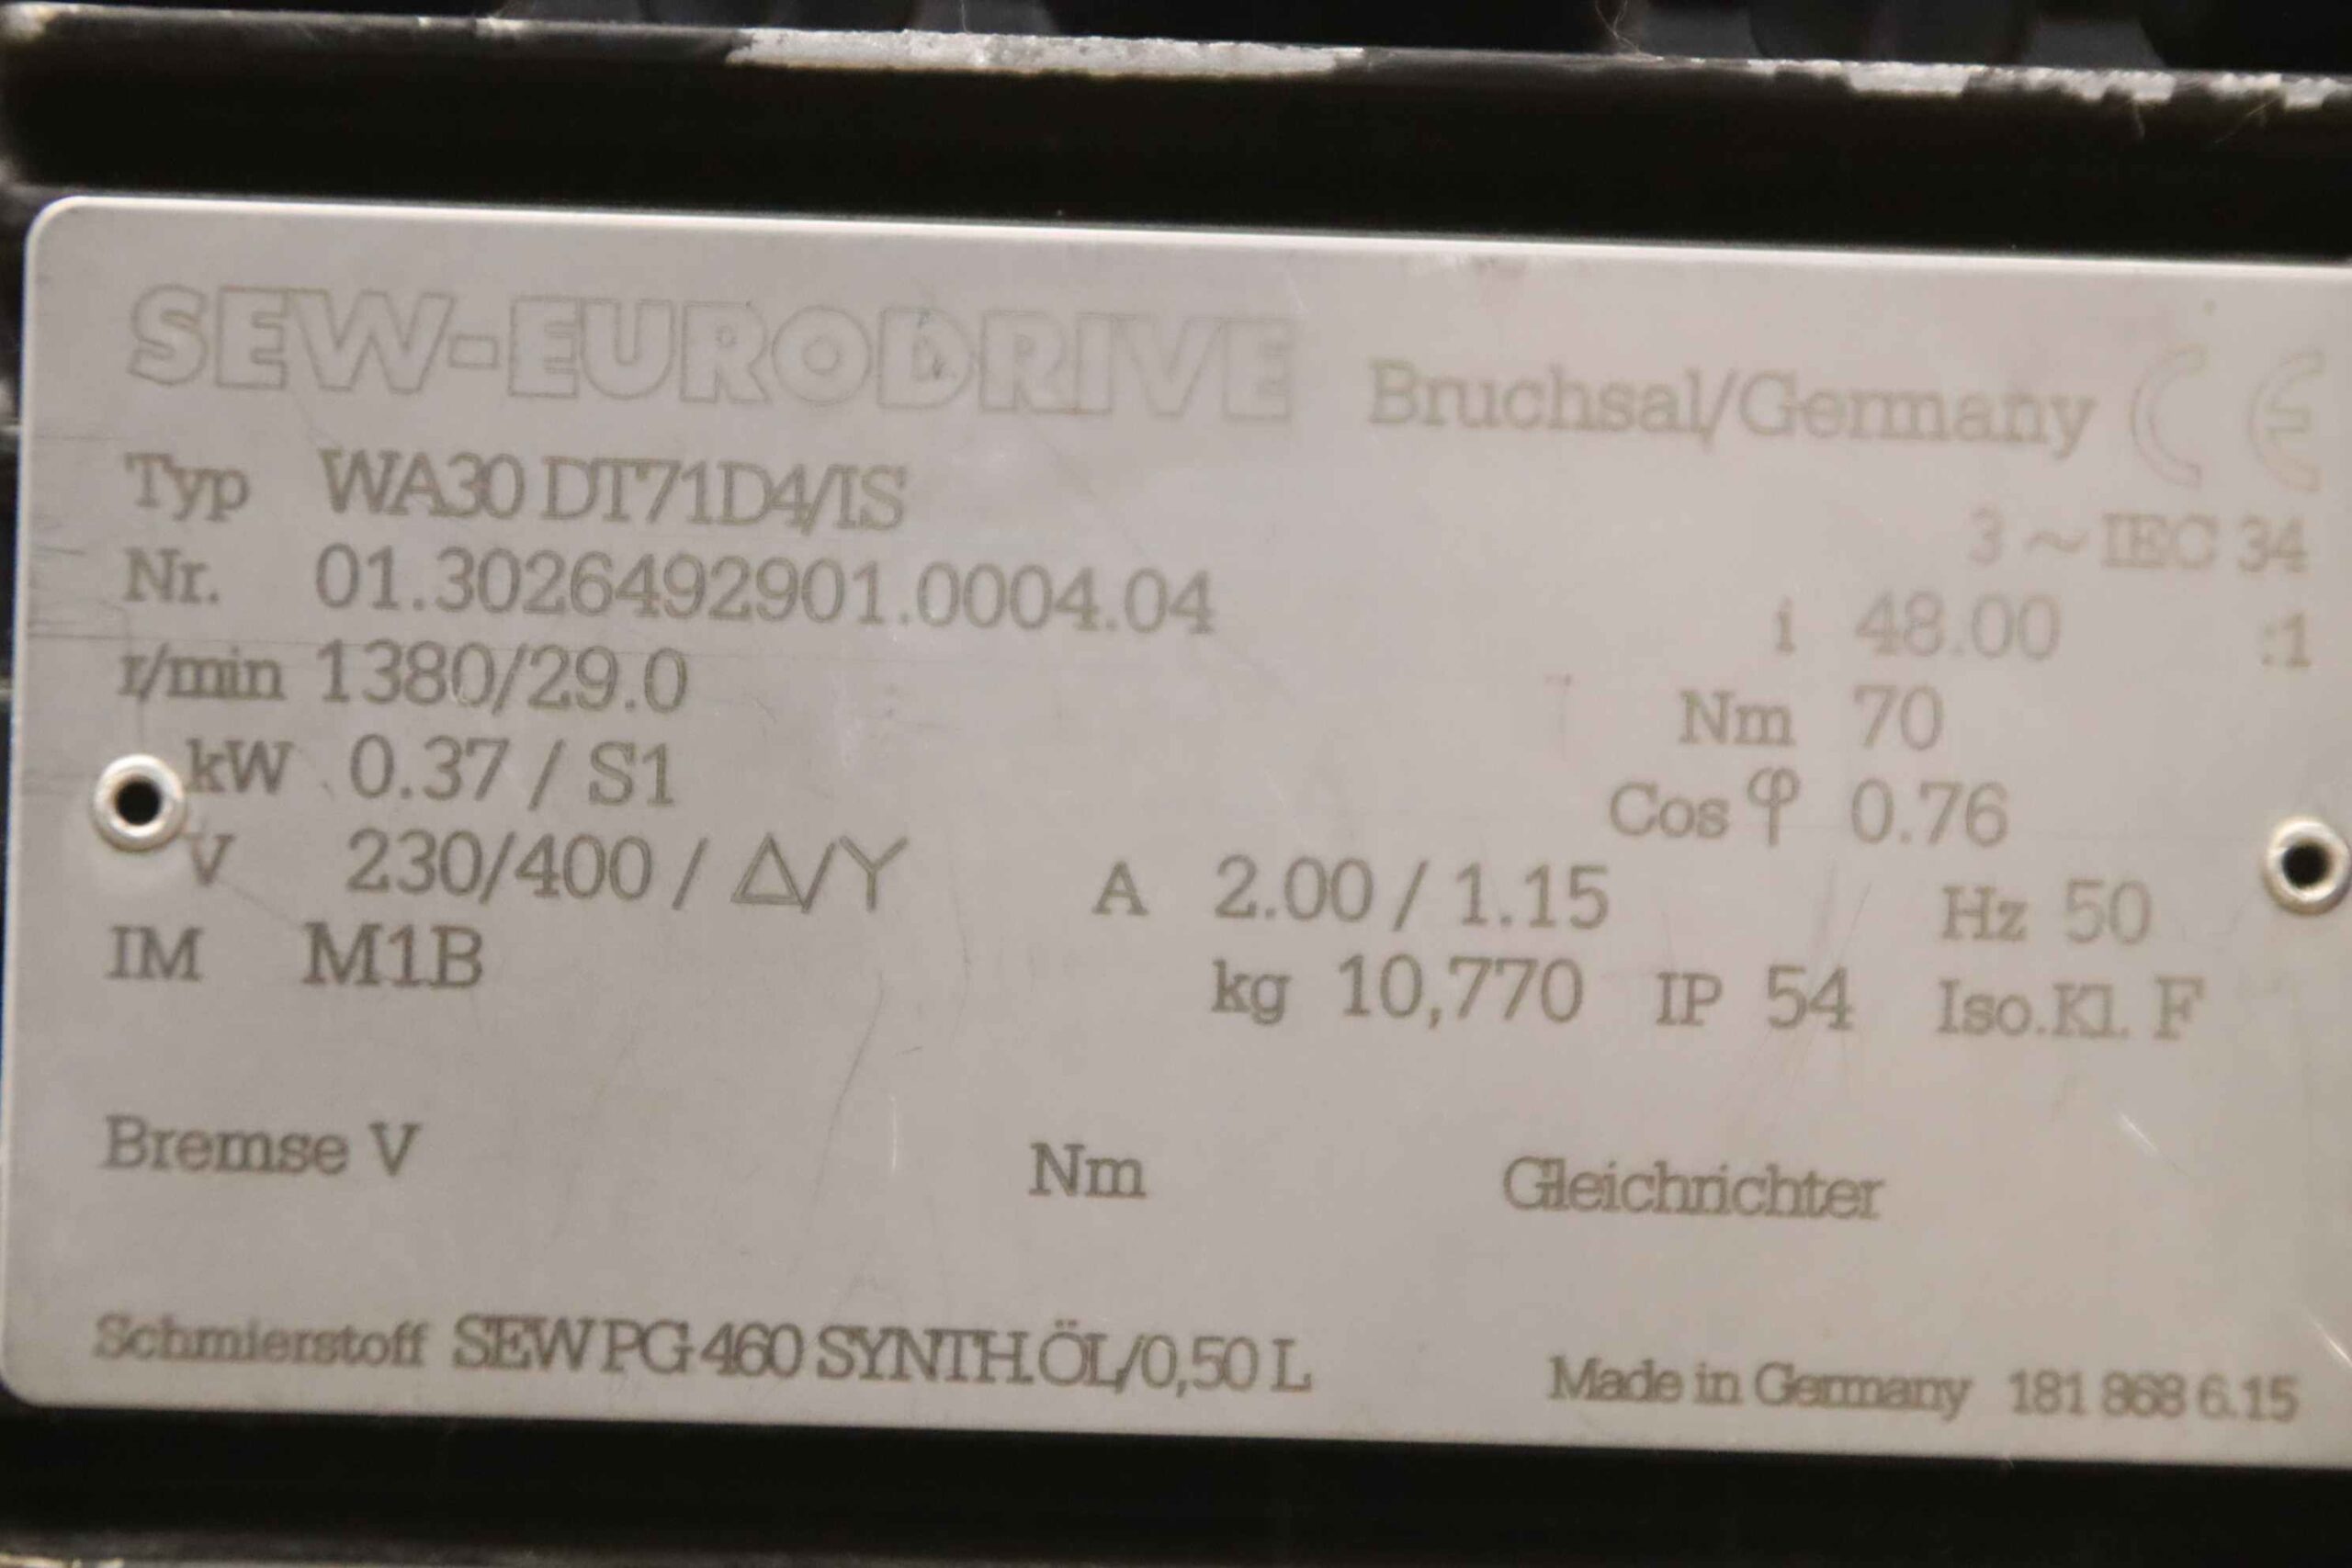 SEW-EURODRIVE Bruchsal/Germany CE
Typ WA30 DT71D4/IS 3 ~ IEC 34
Nr. 01.3026492901.0004.04 i 48.00 :1
r/min 1380/29.0 Nm 70
kW 0.37 / S1 Cos φ 0.76
V 230/400 / Δ/Y A 2.00 / 1.15 Hz 50
IM M1B kg 10,770 IP 54 Iso.Kl. F
Bremse V Nm Gleichrichter
Schmierstoff SEW PG 460 SYNTH.ÖL/0,50 L Made in Germany 181 868 6.15